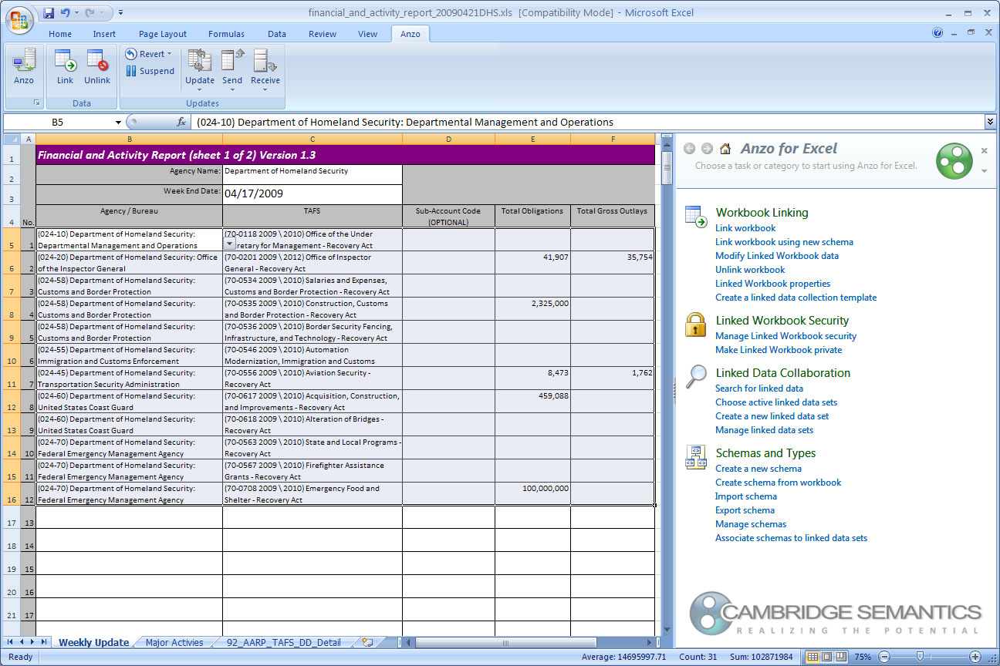 financial_and_activity_report_20090421DHS.xls [Compatibility Mode] - Microsoft Excel
Home Insert Page Layout Formulas Data Review View Anzo
Anzo
Link
Unlink
Data
Revert
Suspend
Update
Send
Receive
Updates
B5
fx
(024-10) Department of Homeland Security: Departmental Management and Operations
A B C D E F
1 Financial and Activity Report (sheet 1 of 2) Version 1.3
2 Agency Name: Department of Homeland Security
3 Week End Date: 04/17/2009
4 No. Agency / Bureau TAFS Sub-Account Code (OPTIONAL) Total Obligations Total Gross Outlays
(024-10) Department of Homeland Security: (70-0118 2009 \ 2010) Office of the Under
5 1 Departmental Management and Operations retary for Management - Recovery Act
(024-20) Department of Homeland Security: Office (70-0201 2009 \ 2012) Office of Inspector 41,907 35,754
6 2 of the Inspector General General - Recovery Act
(024-58) Department of Homeland Security: (70-0534 2009 \ 2010) Salaries and Expenses,
7 3 Customs and Border Protection Customs and Border Protection - Recovery Act
(024-58) Department of Homeland Security: (70-0535 2009 \ 2010) Construction, Customs 2,325,000
8 4 Customs and Border Protection and Border Protection - Recovery Act
(024-58) Department of Homeland Security: (70-0536 2009 \ 2010) Border Security Fencing,
9 5 Customs and Border Protection Infrastructure, and Technology - Recovery Act
(024-55) Department of Homeland Security: (70-0546 2009 \ 2010) Automation
10 6 Immigration and Customs Enforcement Modernization, Immigration and Customs
(024-45) Department of Homeland Security: (70-0556 2009 \ 2010) Aviation Security - 8,473 1,762
11 7 Transportation Security Administration Recovery Act
(024-60) Department of Homeland Security: (70-0617 2009 \ 2010) Acquisition, Construction, 459,088
12 8 United States Coast Guard and Improvements - Recovery Act
(024-60) Department of Homeland Security: (70-0618 2009 \ 2010) Alteration of Bridges -
13 9 United States Coast Guard Recovery Act
(024-70) Department of Homeland Security: (70-0563 2009 \ 2010) State and Local Programs -
14 10 Federal Emergency Management Agency Recovery Act
(024-70) Department of Homeland Security: (70-0567 2009 \ 2010) Firefighter Assistance
15 11 Federal Emergency Management Agency Grants - Recovery Act
(024-70) Department of Homeland Security: (70-0708 2009 \ 2010) Emergency Food and 100,000,000
16 12 Federal Emergency Management Agency Shelter - Recovery Act
17 13
18 14
19 15
20 16
21 17
Weekly Update Major Activies 92_AARP_TAFS_DD_Detail
Anzo for Excel
Choose a task or category to start using Anzo for Excel.
Workbook Linking
Link workbook
Link workbook using new schema
Modify Linked Workbook data
Unlink workbook
Linked Workbook properties
Create a linked data collection template
Linked Workbook Security
Manage Linked Workbook security
Make Linked Workbook private
Linked Data Collaboration
Search for linked data
Choose active linked data sets
Create a new linked data set
Manage linked data sets
Schemas and Types
Create a new schema
Create schema from workbook
Import schema
Export schema
Manage schemas
Associate schemas to linked data sets
CAMBRIDGE SEMANTICS
REALIZING THE POTENTIAL
Ready Average: 14695997.71 Count: 31 Sum: 102871984 75%